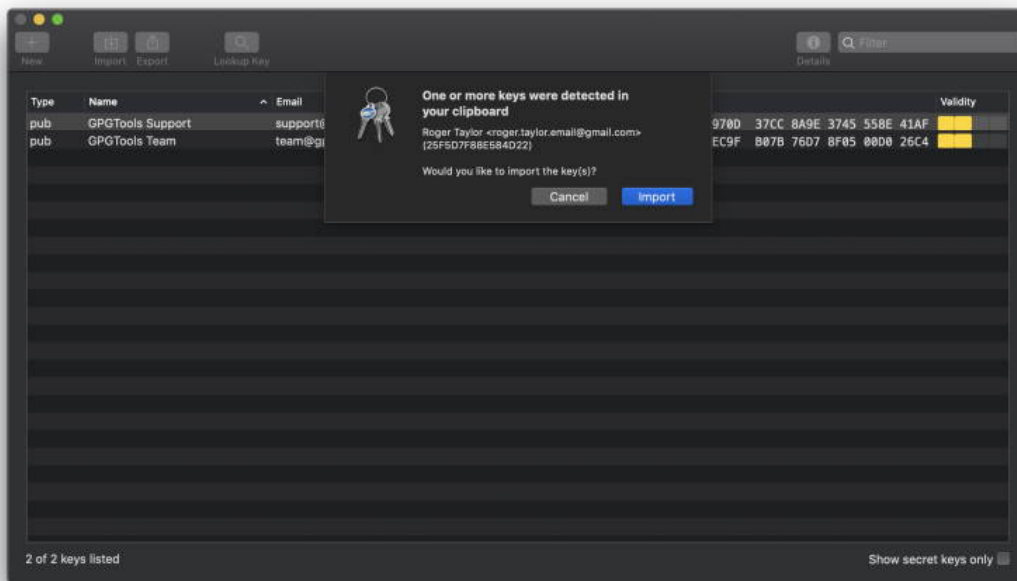 New
Import Export
Lookup Key
Details
Filter
Type Name Email Validity
pub GPGTools Support support@ 970D 37CC 8A9E 3745 558E 41AF
pub GPGTools Team EC9F B07B 76D7 8F05 00D0 26C4
One or more keys were detected in
your clipboard
Roger Taylor <roger.taylor.email@gmail.com>
(25F5D7F88E584D22)
Would you like to import the key(s)?
Cancel Import
2 of 2 keys listed
Show secret keys only